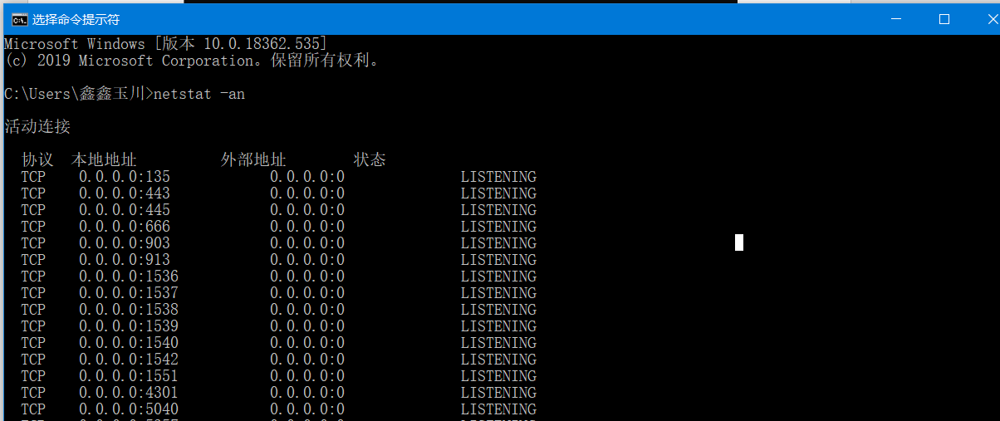 选择命令提示符
Microsoft Windows [版本 10.0.18362.535]
(c) 2019 Microsoft Corporation。保留所有权利。
C:\Users\鑫鑫玉川>netstat -an
活动连接
协议 本地地址 外部地址 状态
TCP 0.0.0.0:135 0.0.0.0:0 LISTENING
TCP 0.0.0.0:443 0.0.0.0:0 LISTENING
TCP 0.0.0.0:445 0.0.0.0:0 LISTENING
TCP 0.0.0.0:666 0.0.0.0:0 LISTENING
TCP 0.0.0.0:903 0.0.0.0:0 LISTENING
TCP 0.0.0.0:913 0.0.0.0:0 LISTENING
TCP 0.0.0.0:1536 0.0.0.0:0 LISTENING
TCP 0.0.0.0:1537 0.0.0.0:0 LISTENING
TCP 0.0.0.0:1538 0.0.0.0:0 LISTENING
TCP 0.0.0.0:1539 0.0.0.0:0 LISTENING
TCP 0.0.0.0:1540 0.0.0.0:0 LISTENING
TCP 0.0.0.0:1542 0.0.0.0:0 LISTENING
TCP 0.0.0.0:1551 0.0.0.0:0 LISTENING
TCP 0.0.0.0:4301 0.0.0.0:0 LISTENING
TCP 0.0.0.0:5040 0.0.0.0:0 LISTENING